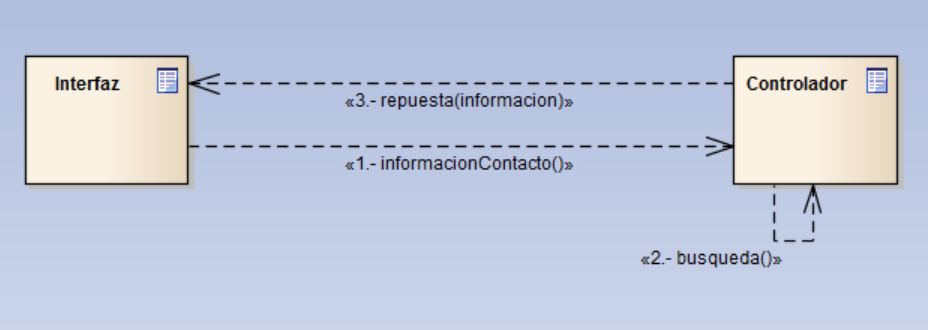 Interfaz
Controlador
«3.- repuesta(informacion)»
«1.- informacionContacto()»
«2.- busqueda()»